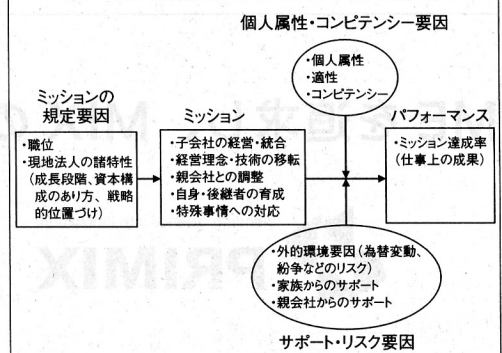 個人属性・コンピテンシー要因
・個人属性
・適性
・コンピテンシー
ミッションの
規定要因
・職位
・現地法人の諸特性
(成長段階、資本構
成のあり方、戦略
的位置づけ)
ミッション
・子会社の経営・統合
・経営理念・技術の移転
・親会社との調整
・自身・後継者の育成
・特殊事情への対応
パフォーマンス
・ミッション達成率
(仕事上の成果)
・外的環境要因(為替変動、
紛争などのリスク)
・家族からのサポート
・親会社からのサポート
サポート・リスク要因